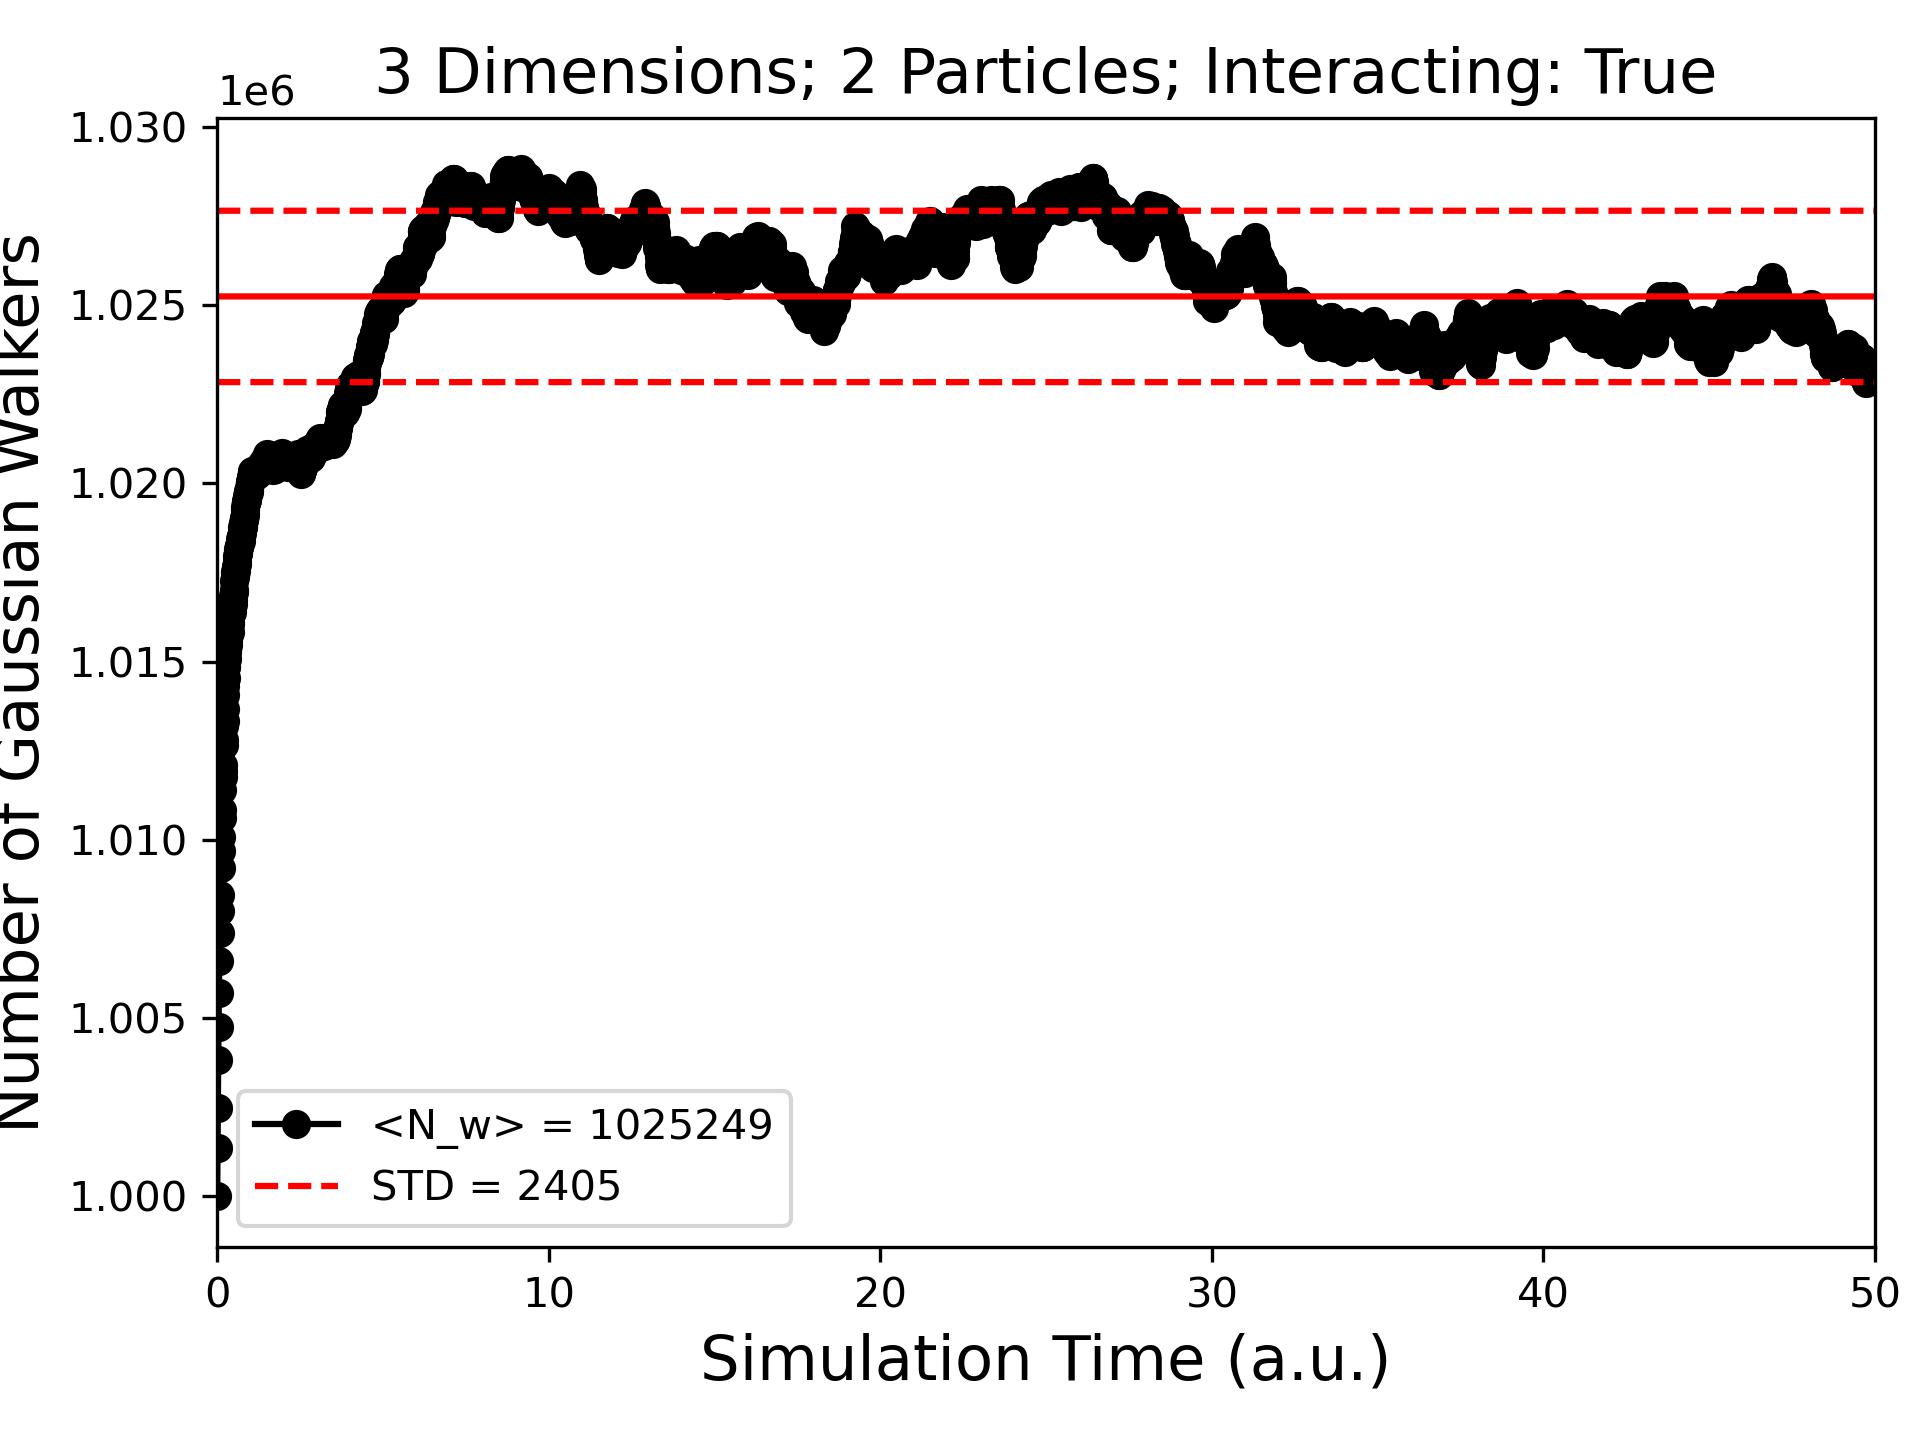 3 Dimensions; 2 Particles; Interacting: True
1e6
Number of Gaussian Walkers
1.030
1.025
1.020
1.015
1.010
1.005
1.000
<N_w> = 1025249
STD = 2405
0 10 20 30 40 50
Simulation Time (a.u.)